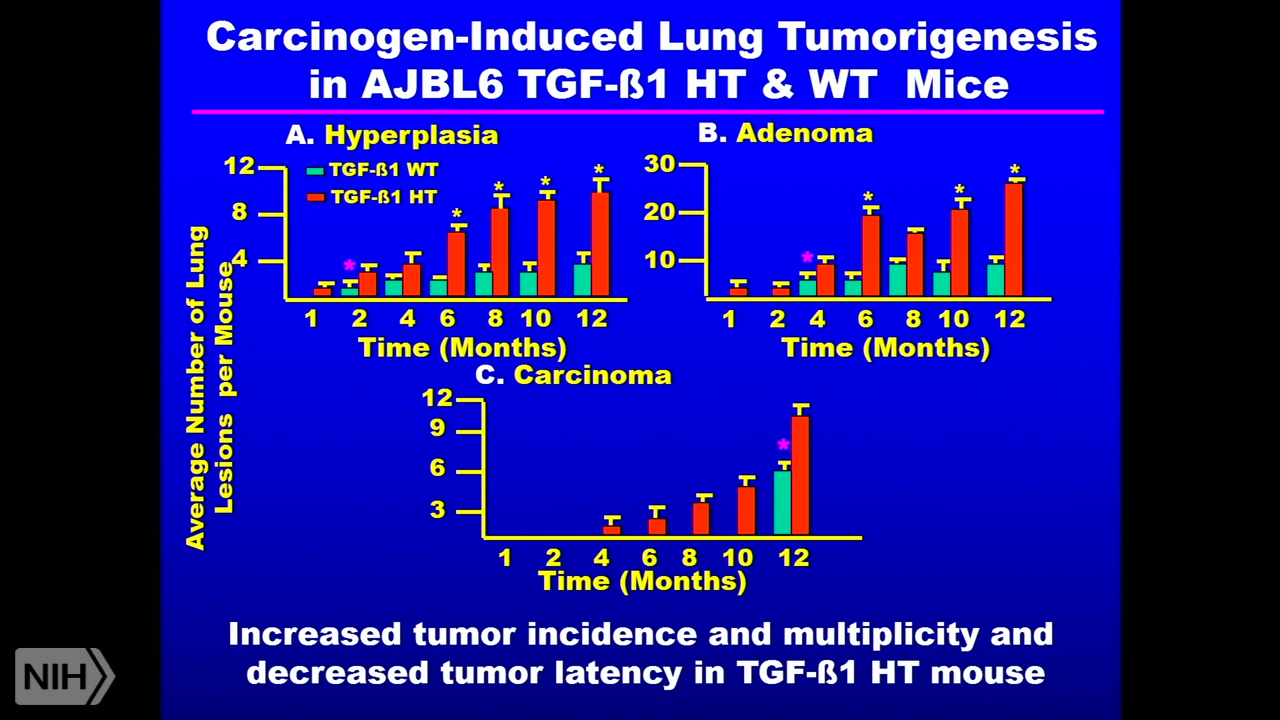 Carcinogen-Induced Lung Tumorigenesis
in AJBL6 TGF-ß1 HT & WT Mice
A. Hyperplasia
TGF-ß1 WT
TGF-ß1 HT
12
8
4
*
*
*
*
*
1 2 4 6 8 10 12
Time (Months)
B. Adenoma
30
20
10
*
*
*
*
1 2 4 6 8 10 12
Time (Months)
Average Number of Lung
Lesions per Mouse
C. Carcinoma
12
9
6
3
*
1 2 4 6 8 10 12
Time (Months)
Increased tumor incidence and multiplicity and
decreased tumor latency in TGF-ß1 HT mouse
NIH